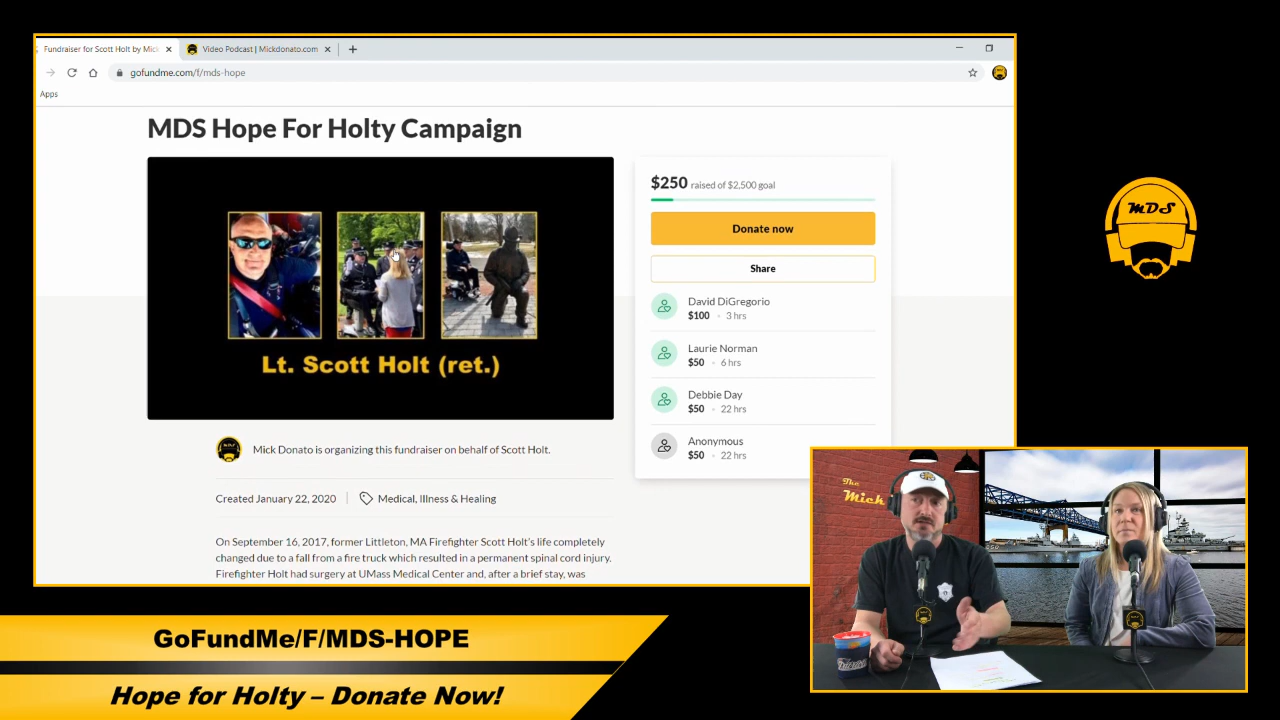 Fundraiser for Scott Holt by Mick
Video Podcast | Mickdonato.com
gofundme.com/f/mds-hope
Apps
MDS Hope For Holty Campaign
$250 raised of $2,500 goal
Donate now
Share
David DiGregorio
$100 • 3 hrs
Laurie Norman
$50 • 6 hrs
Debbie Day
$50 • 22 hrs
Anonymous
$50 • 22 hrs
Lt. Scott Holt (ret.)
Mick Donato is organizing this fundraiser on behalf of Scott Holt.
Created January 22, 2020 | Medical, Illness & Healing
On September 16, 2017, former Littleton, MA Firefighter Scott Holt's life completely
changed due to a fall from a fire truck which resulted in a permanent spinal cord injury.
Firefighter Holt had surgery at UMass Medical Center and, after a brief stay, was
MDS
The
Mick
GoFundMe/F/MDS-HOPE
Hope for Holty – Donate Now!